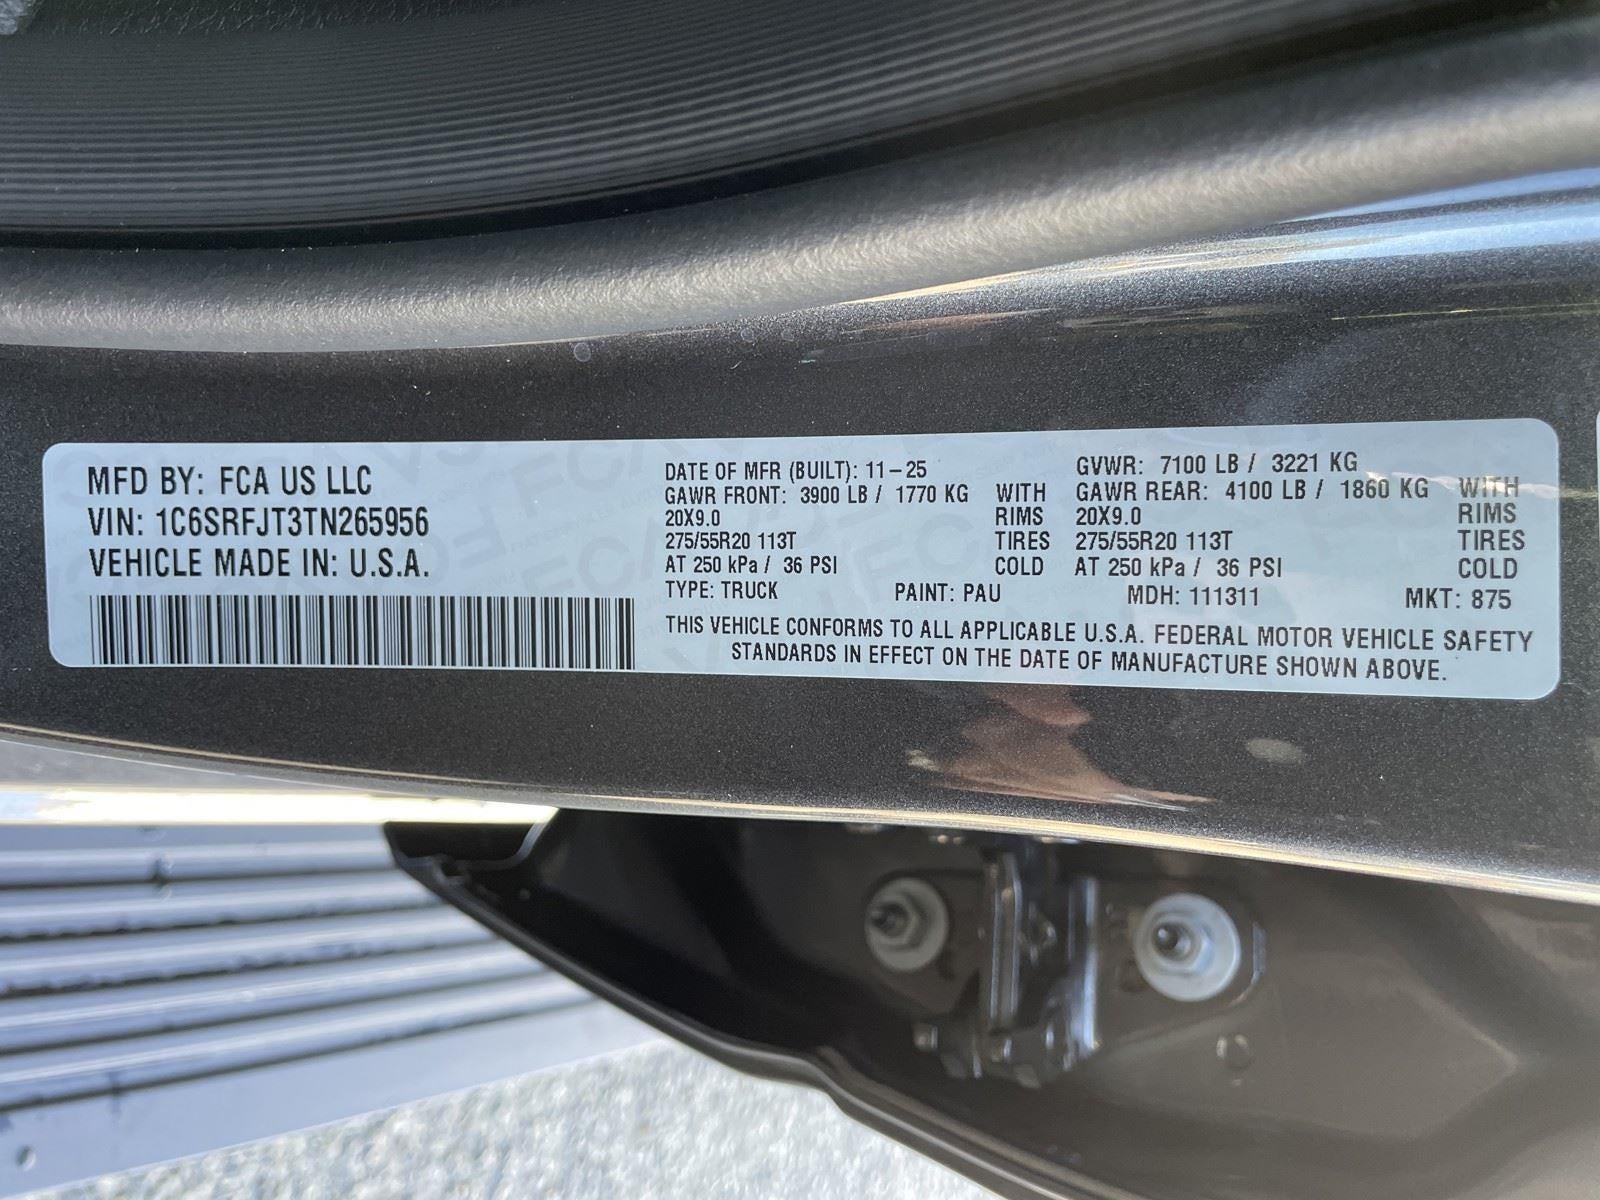 MFD BY: FCA US LLC
VIN: 1C6SRFJT3TN265956
VEHICLE MADE IN: U.S.A.
DATE OF MFR (BUILT): 11-25 GVWR: 7100 LB / 3221 KG
GAWR FRONT: 3900 LB / 1770 KG WITH GAWR REAR: 4100 LB / 1860 KG WITH
20X9.0 RIMS 20X9.0 RIMS
275/55R20 113T TIRES 275/55R20 113T TIRES
AT 250 kPa / 36 PSI COLD AT 250 kPa / 36 PSI COLD
TYPE: TRUCK PAINT: PAU MDH: 111311 MKT: 875
THIS VEHICLE CONFORMS TO ALL APPLICABLE U.S.A. FEDERAL MOTOR VEHICLE SAFETY
STANDARDS IN EFFECT ON THE DATE OF MANUFACTURE SHOWN ABOVE.